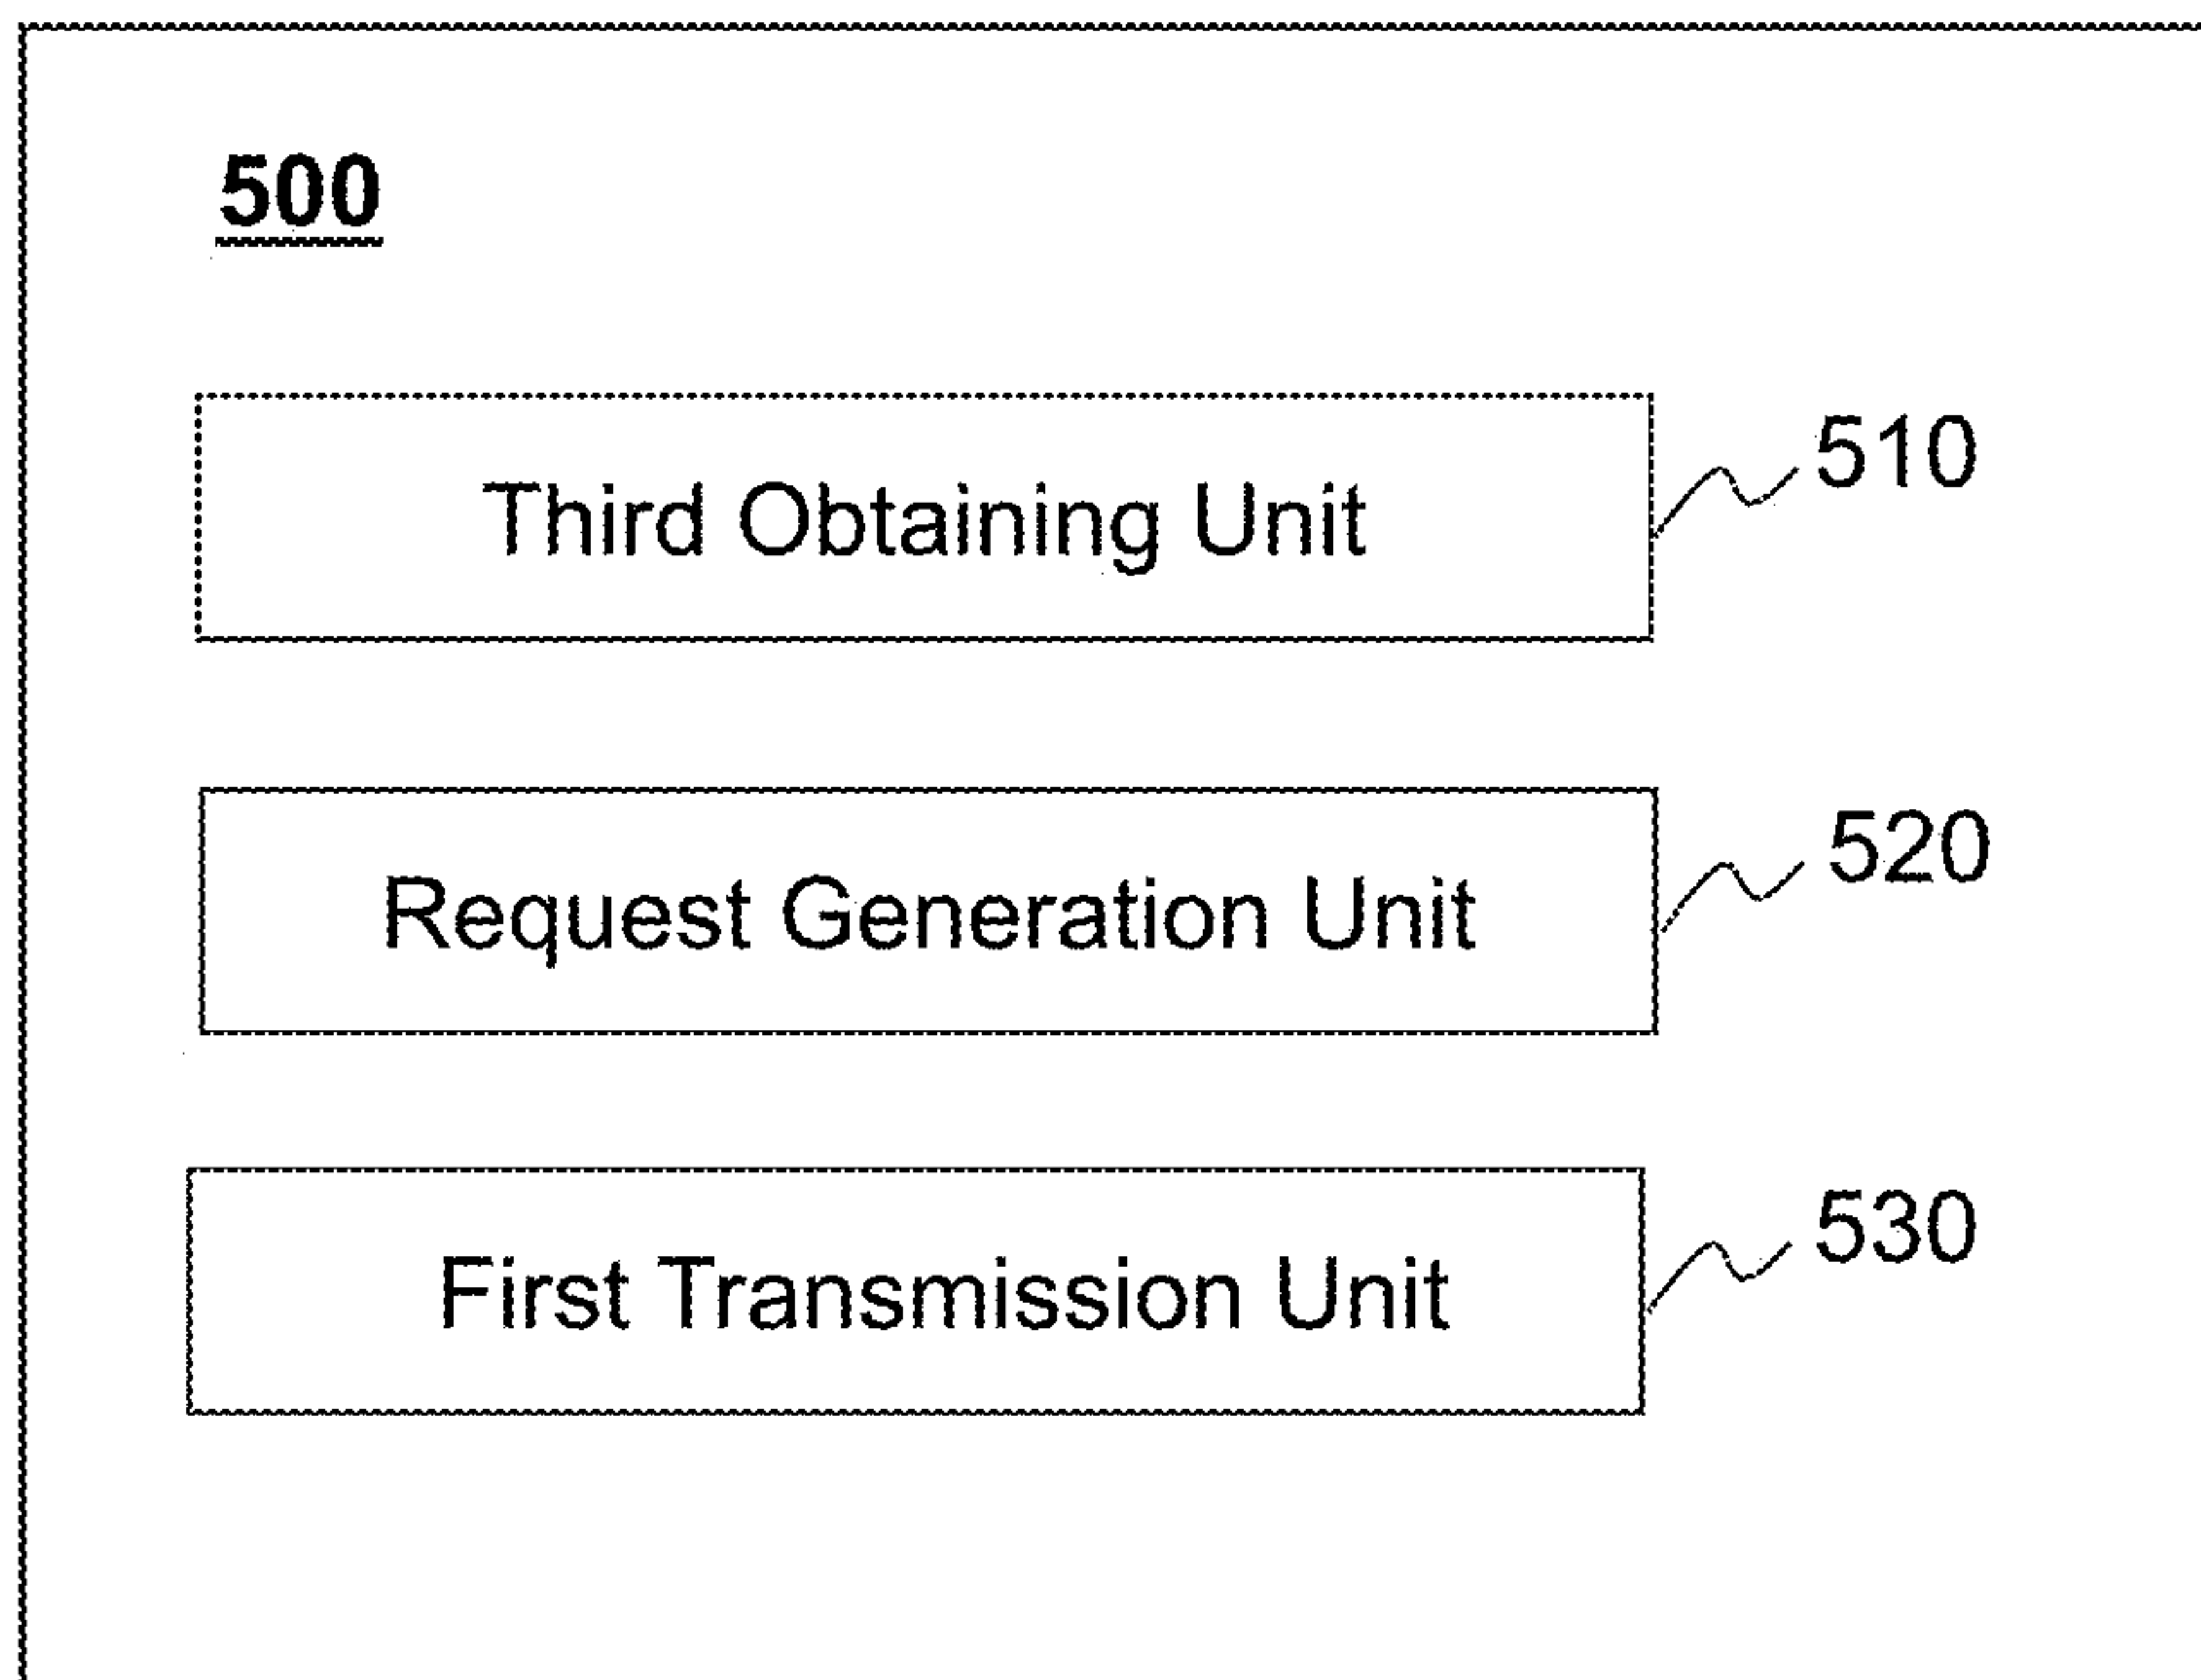 500
Third Obtaining Unit
510
Request Generation Unit
520
First Transmission Unit
530